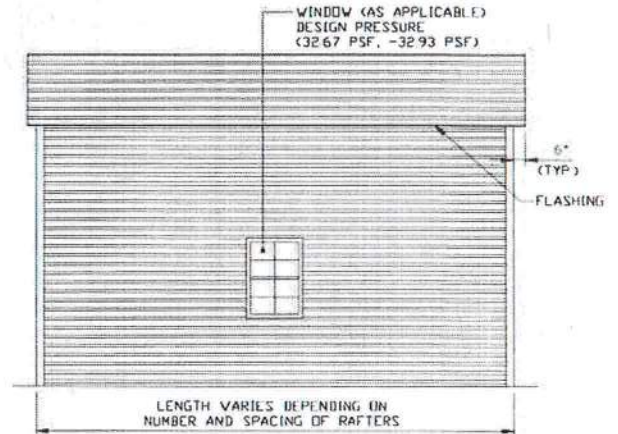 WINDOW (AS APPLICABLE)
DESIGN PRESSURE
(32.67 PSF, -32.93 PSF)
6"
(TYP.)
FLASHING
LENGTH VARIES DEPENDING ON
NUMBER AND SPACING OF RAFTERS